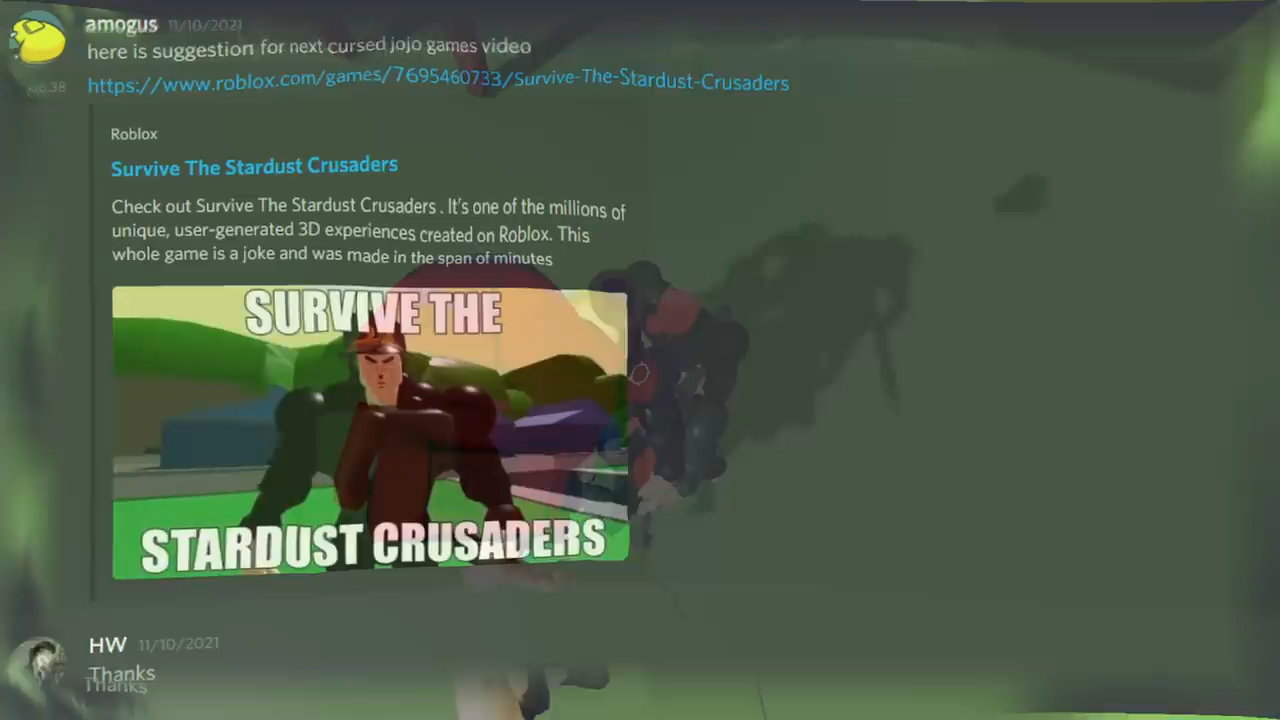 amogus 11/10/2021
here is suggestion for next cursed jojo games video
https://www.roblox.com/games/7695460733/Survive-The-Stardust-Crusaders
Roblox
Survive The Stardust Crusaders
Check out Survive The Stardust Crusaders . It's one of the millions of
unique, user-generated 3D experiences created on Roblox. This
whole game is a joke and was made in the span of minutes
SURVIVE THE
STARDUST CRUSADERS
HW 11/10/2021
Thanks
Thanks